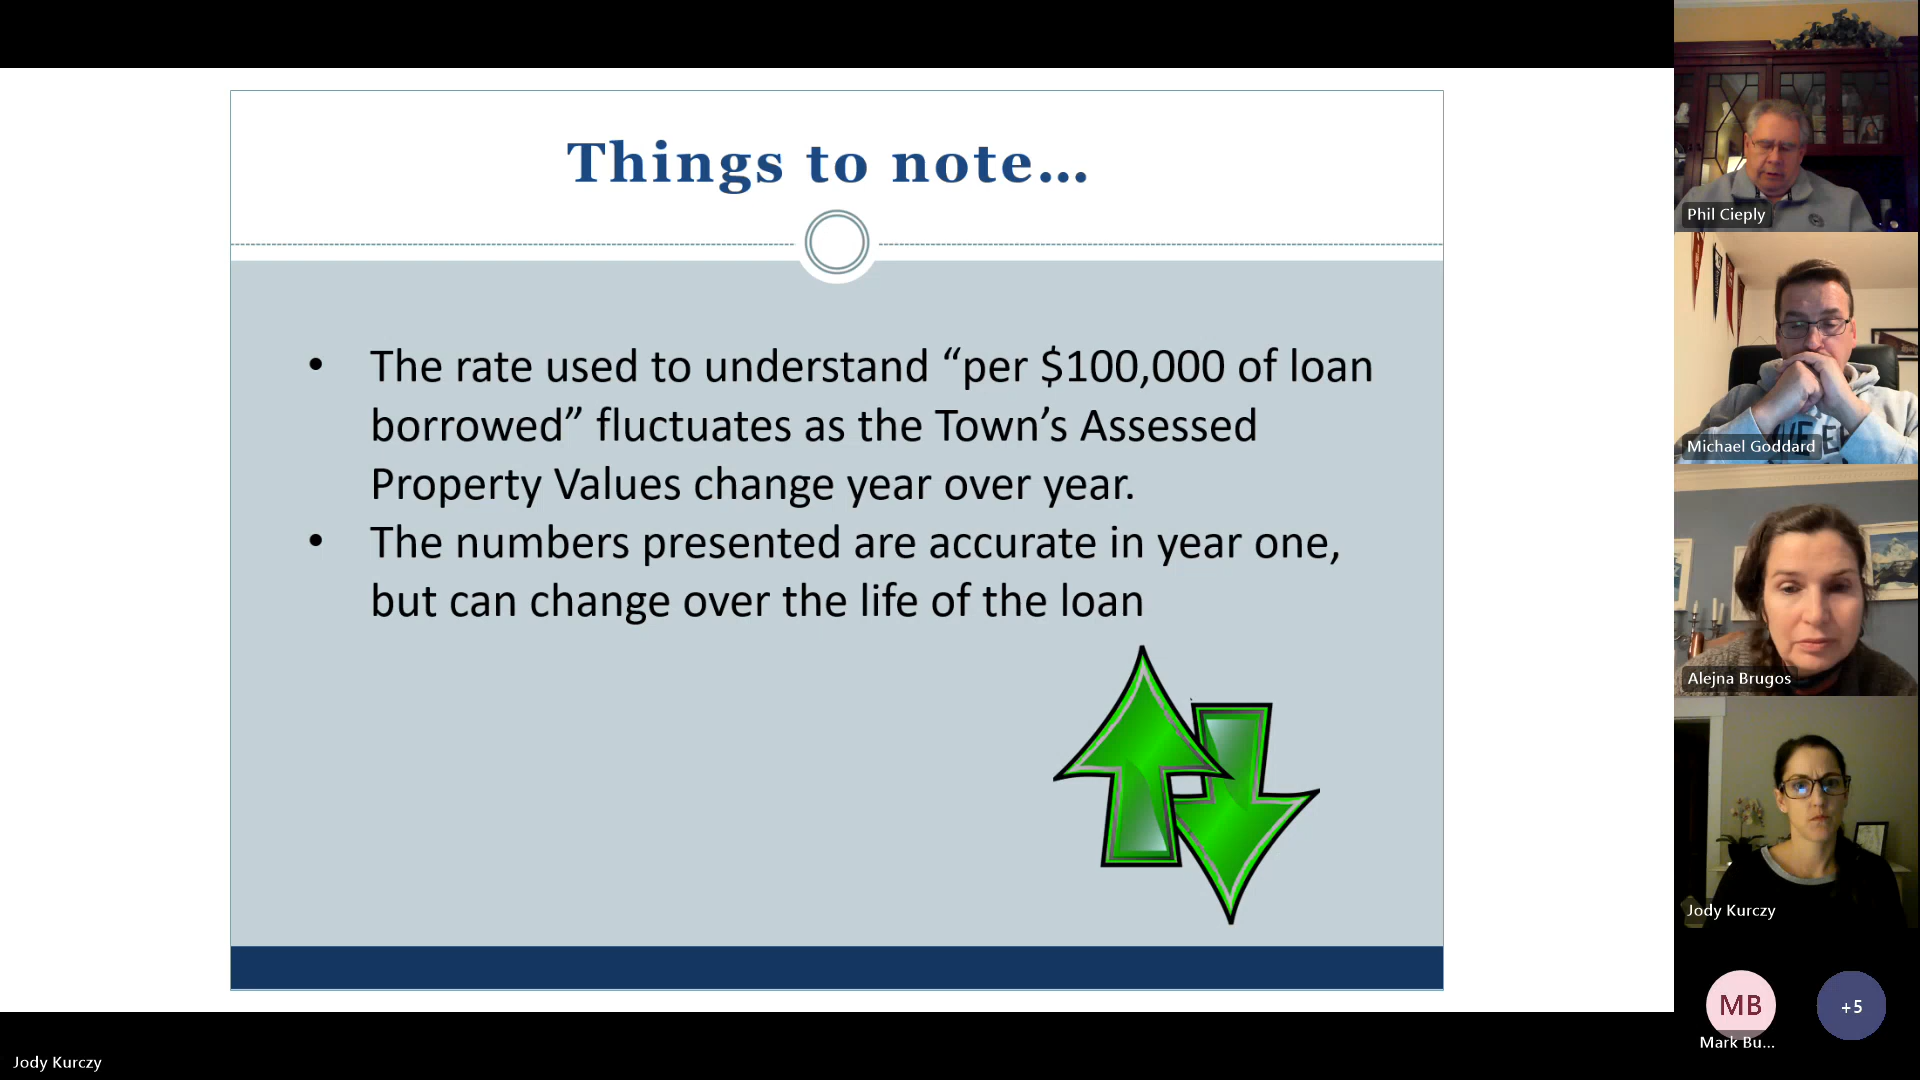 Things to note...
• The rate used to understand “per $100,000 of loan
borrowed” fluctuates as the Town’s Assessed
Property Values change year over year.
• The numbers presented are accurate in year one,
but can change over the life of the loan
Phil Cieply
Michael Goddard
Alejna Brugos
Jody Kurczy
MB
+5
Mark Bu...
Jody Kurczy